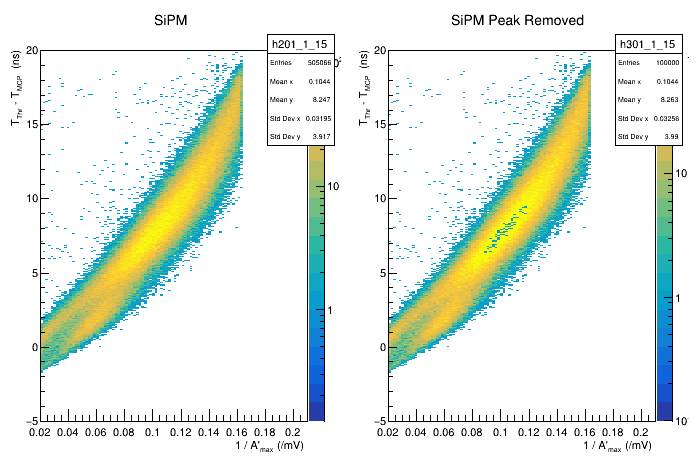 SiPM
h201_1_15
Entries 505066
Mean x 0.1044
Mean y 8.247
Std Dev x 0.03195
Std Dev y 3.917
T_Thr - T_MCP (ns)
20
15
10
5
0
−5
0.02 0.04 0.06 0.08 0.1 0.12 0.14 0.16 0.18 0.2
1 / A'_max (/mV)
10
1
SiPM Peak Removed
h301_1_15
Entries 100000
Mean x 0.1044
Mean y 8.263
Std Dev x 0.03256
Std Dev y 3.99
T_Thr - T_MCP (ns)
20
15
10
5
0
−5
0.02 0.04 0.06 0.08 0.1 0.12 0.14 0.16 0.18 0.2
1 / A'_max (/mV)
10
1
10